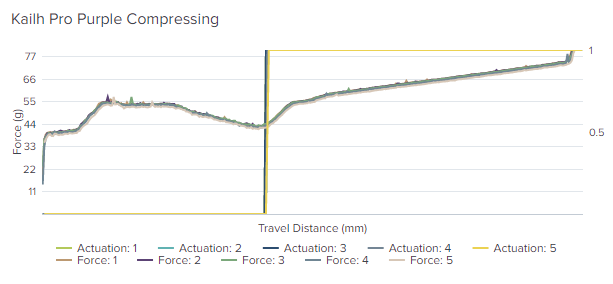 Kailh Pro Purple Compressing
77
66
55
44
33
22
11
Force (g)
1
0.5
Travel Distance (mm)
Actuation: 1 Actuation: 2 Actuation: 3 Actuation: 4 Actuation: 5
Force: 1 Force: 2 Force: 3 Force: 4 Force: 5